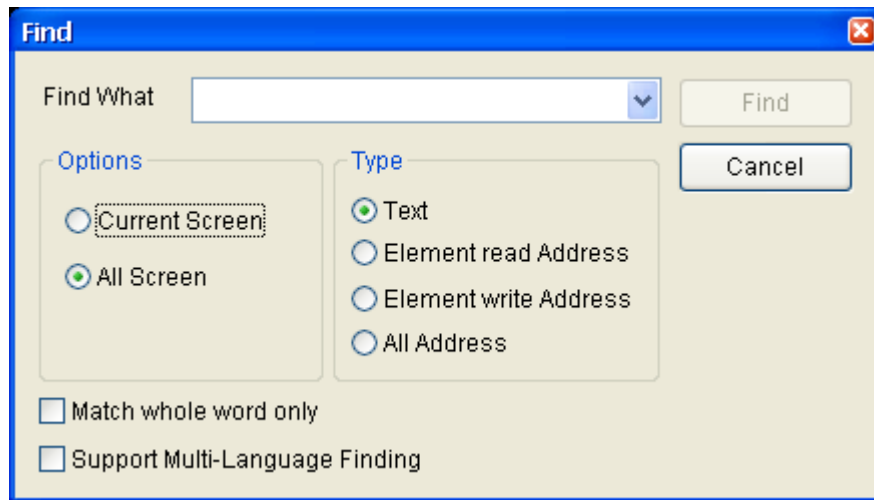 Find
Find What
Find
Options
Type
Cancel
Current Screen
Text
All Screen
Element read Address
Element write Address
All Address
Match whole word only
Support Multi-Language Finding